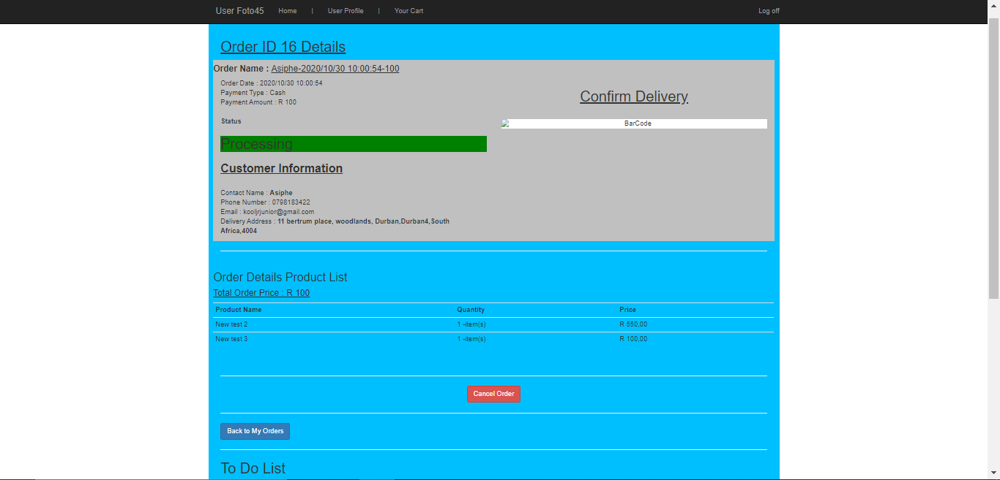 User Foto45 Home | User Profile | Your Cart Log off
Order ID 16 Details
Order Name : Asiphe-2020/10/30 10:00:54-100
Order Date : 2020/10/30 10:00:54
Payment Type : Cash
Payment Amount : R 100
Status
Processing
Customer Information
Contact Name : Asiphe
Phone Number : 0798183422
Email : kooljrjunior@gmail.com
Delivery Address : 11 bertrum place, woodlands, Durban,Durban4,South
Africa,4004
Confirm Delivery
BarCode
Order Details Product List
Total Order Price : R 100
Product Name Quantity Price
New test 2 1 -item(s) R 550,00
New test 3 1 -item(s) R 100,00
Cancel Order
Back to My Orders
To Do List